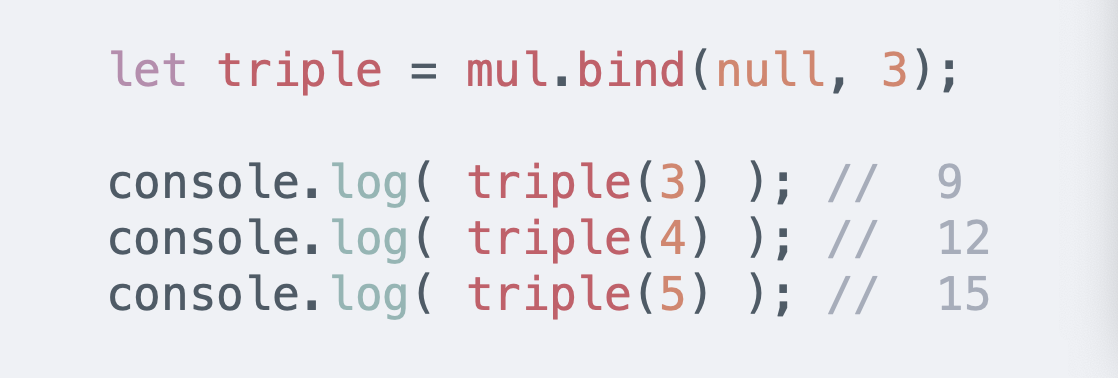 let triple = mul.bind(null, 3);
console.log( triple(3) ); //  9
console.log( triple(4) ); //  12
console.log( triple(5) ); //  15